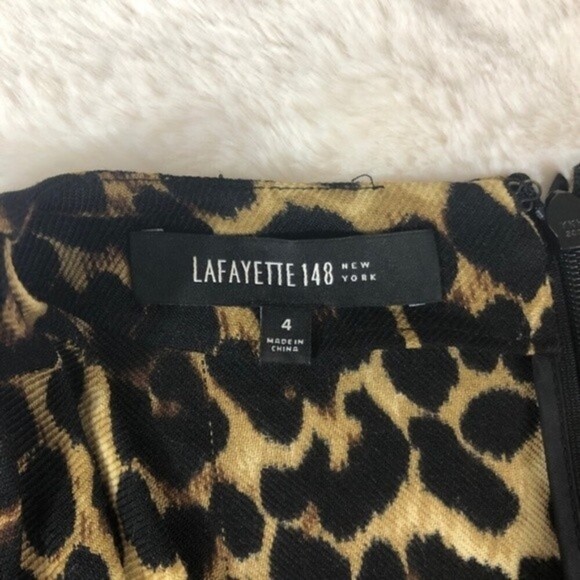 LAFAYETTE 148 NEW YORK
4
MADE IN
CHINA